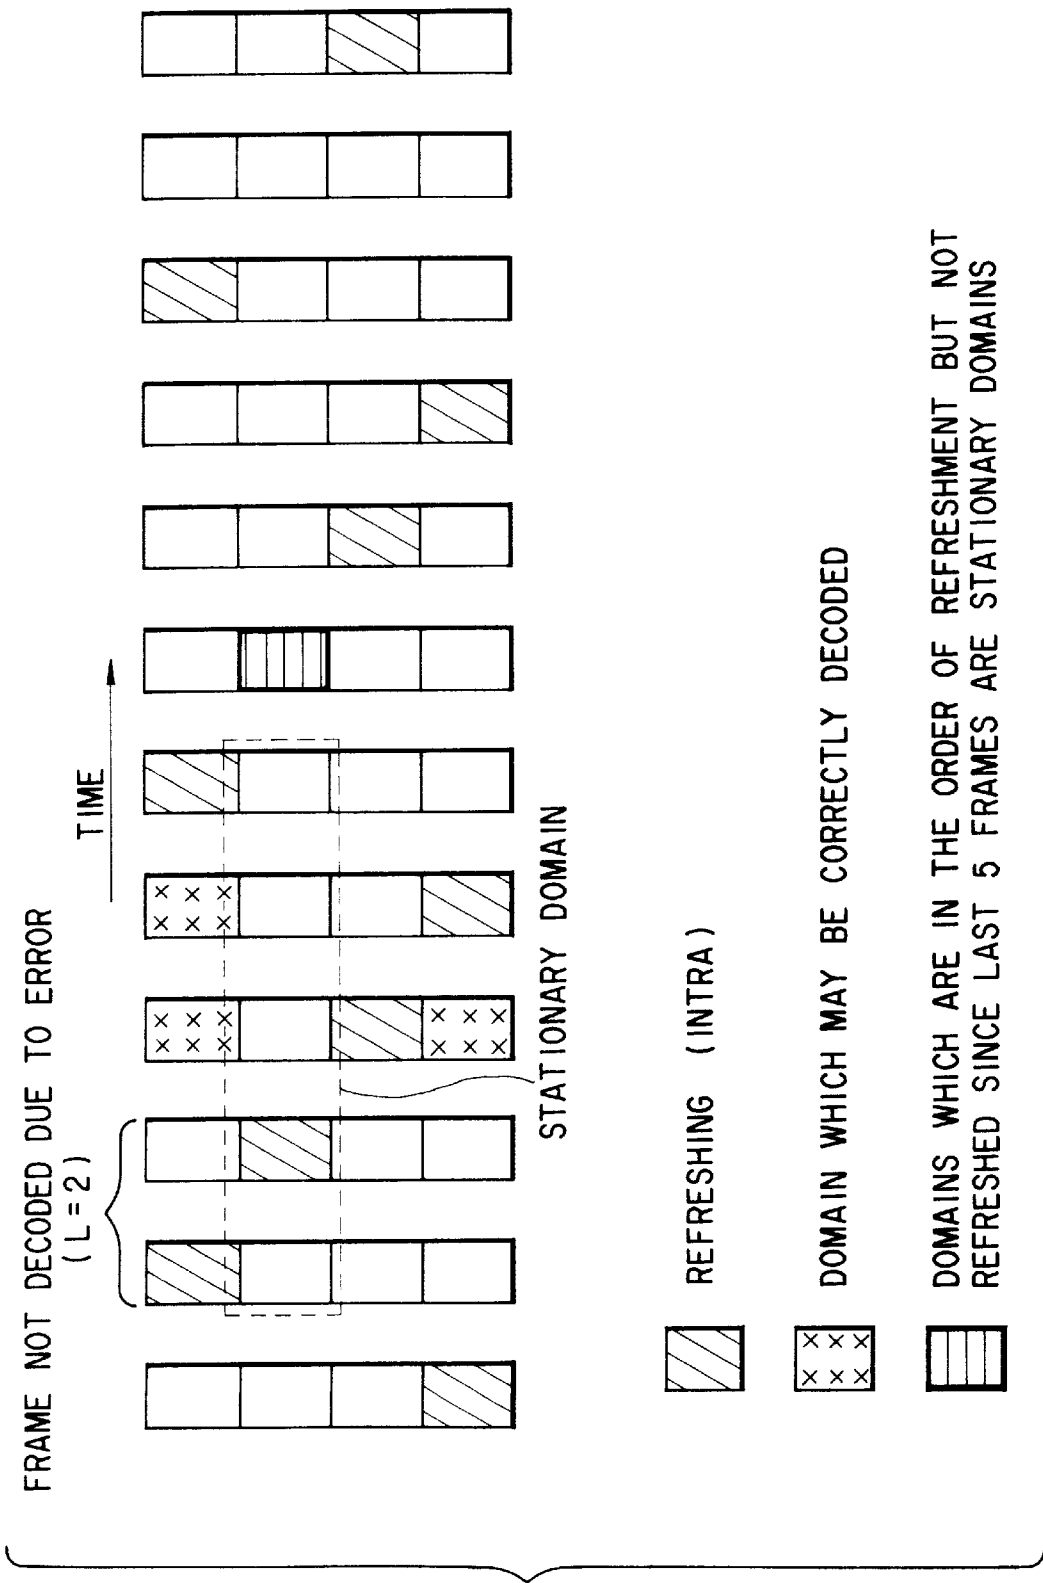 FRAME NOT DECODED DUE TO ERROR
(L=2)
TIME
STATIONARY DOMAIN
REFRESHING (INTRA)
DOMAIN WHICH MAY BE CORRECTLY DECODED
DOMAINS WHICH ARE IN THE ORDER OF REFRESHMENT BUT NOT
REFRESHED SINCE LAST 5 FRAMES ARE STATIONARY DOMAINS